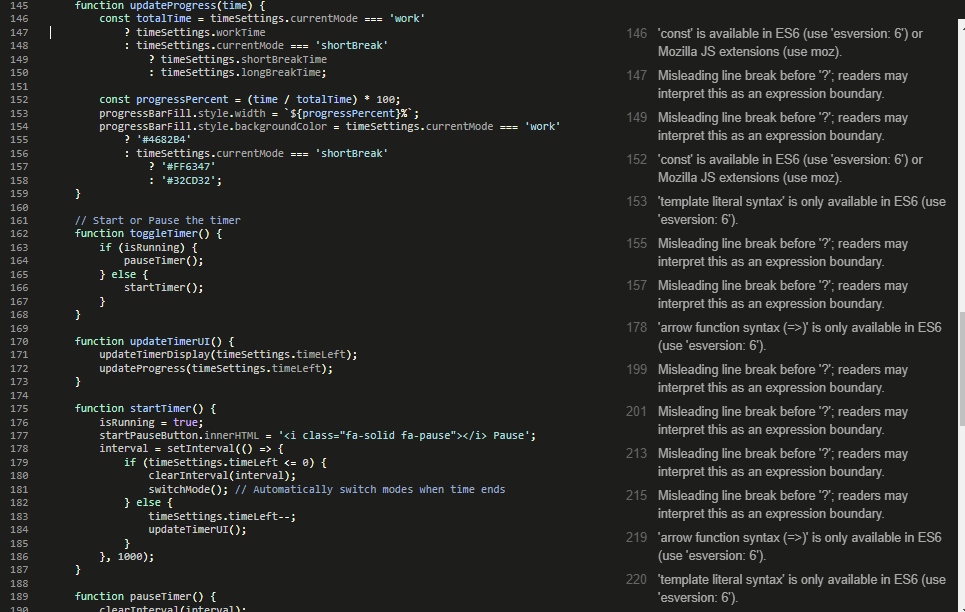 145 function updateProgress(time) {
146 const totalTime = timeSettings.currentMode === 'work'
147 ? timeSettings.workTime
148 : timeSettings.currentMode === 'shortBreak'
149 ? timeSettings.shortBreakTime
150 : timeSettings.longBreakTime;
151
152 const progressPercent = (time / totalTime) * 100;
153 progressBarFill.style.width = `${progressPercent}%`;
154 progressBarFill.style.backgroundColor = timeSettings.currentMode === 'work'
155 ? '#4682B4'
156 : timeSettings.currentMode === 'shortBreak'
157 ? '#FF6347'
158 : '#32CD32';
159 }
160
161 // Start or Pause the timer
162 function toggleTimer() {
163 if (isRunning) {
164 pauseTimer();
165 } else {
166 startTimer();
167 }
168 }
169
170 function updateTimerUI() {
171 updateTimerDisplay(timeSettings.timeLeft);
172 updateProgress(timeSettings.timeLeft);
173 }
174
175 function startTimer() {
176 isRunning = true;
177 startPauseButton.innerHTML = '<i class="fa-solid fa-pause"></i> Pause';
178 interval = setInterval(() => {
179 if (timeSettings.timeLeft <= 0) {
180 clearInterval(interval);
181 switchMode(); // Automatically switch modes when time ends
182 } else {
183 timeSettings.timeLeft--;
184 updateTimerUI();
185 }
186 }, 1000);
187 }
188
189 function pauseTimer() {
190 clearInterval(interval);
146 'const' is available in ES6 (use 'esversion: 6') or
Mozilla JS extensions (use moz).
147 Misleading line break before '?'; readers may
interpret this as an expression boundary.
149 Misleading line break before '?'; readers may
interpret this as an expression boundary.
152 'const' is available in ES6 (use 'esversion: 6') or
Mozilla JS extensions (use moz).
153 'template literal syntax' is only available in ES6 (use
'esversion: 6').
155 Misleading line break before '?'; readers may
interpret this as an expression boundary.
157 Misleading line break before '?'; readers may
interpret this as an expression boundary.
178 'arrow function syntax (=>)' is only available in ES6
(use 'esversion: 6').
199 Misleading line break before '?'; readers may
interpret this as an expression boundary.
201 Misleading line break before '?'; readers may
interpret this as an expression boundary.
213 Misleading line break before '?'; readers may
interpret this as an expression boundary.
215 Misleading line break before '?'; readers may
interpret this as an expression boundary.
219 'arrow function syntax (=>)' is only available in ES6
(use 'esversion: 6').
220 'template literal syntax' is only available in ES6 (use
'esversion: 6').